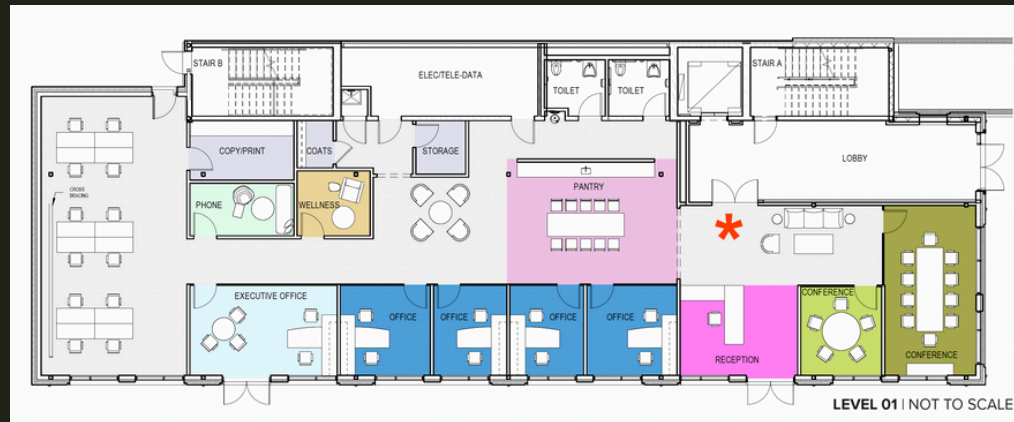 STAIR B
ELEC/TELE-DATA
TOILET
TOILET
STAIR A
COPY/PRINT
COATS
STORAGE
LOBBY
CROSS
BRACING
PANTRY
PHONE
WELLNESS
*
EXECUTIVE OFFICE
OFFICE
OFFICE
OFFICE
OFFICE
CONFERENCE
RECEPTION
CONFERENCE
LEVEL 01 | NOT TO SCALE